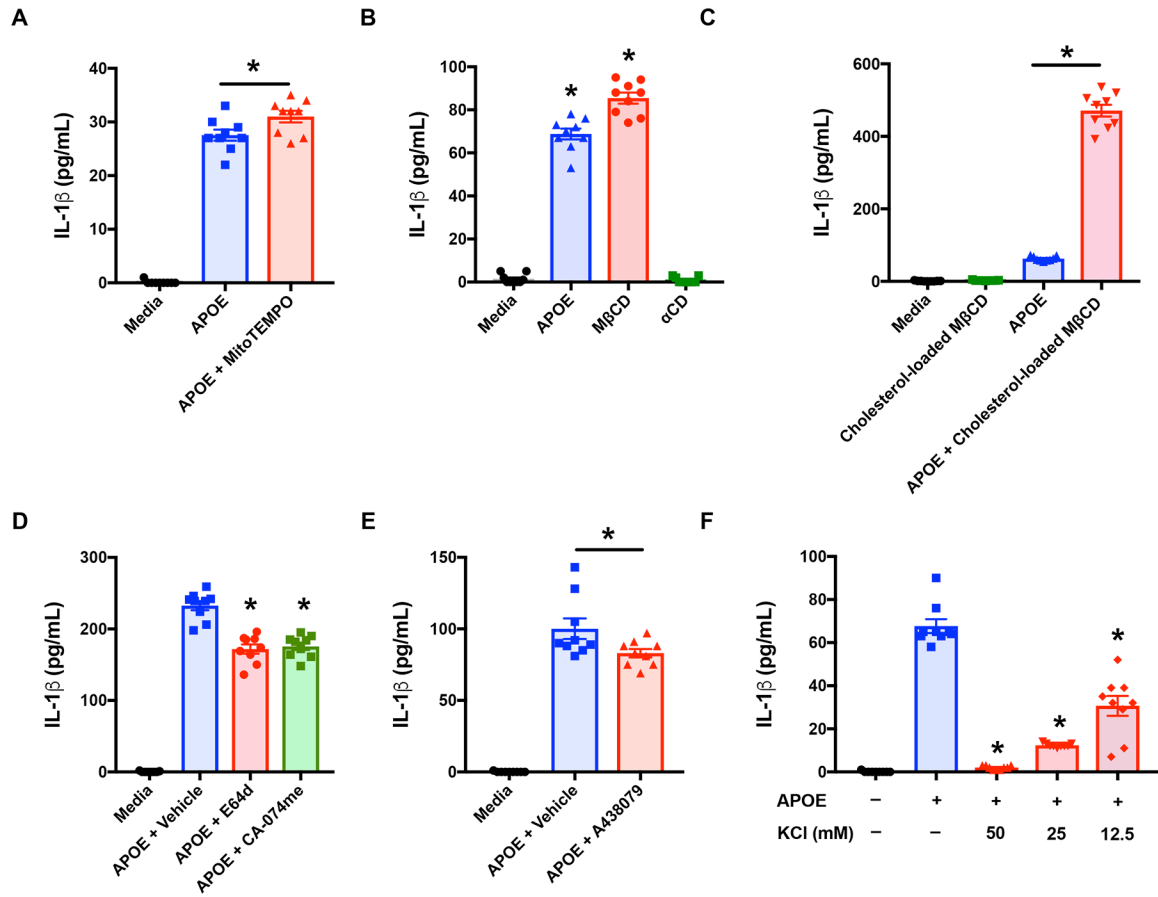 A
IL-1β (pg/mL)
40
30
20
10
0
*
Media
APOE
APOE + MitoTEMPO
B
IL-1β (pg/mL)
100
80
60
40
20
0
*
*
Media
APOE
MβCD
αCD
C
IL-1β (pg/mL)
600
400
200
0
*
Media
Cholesterol-loaded MβCD
APOE
APOE + Cholesterol-loaded MβCD
D
IL-1β (pg/mL)
300
200
100
0
*
*
Media
APOE + Vehicle
APOE + E64d
APOE + CA-074me
E
IL-1β (pg/mL)
150
100
50
0
*
Media
APOE + Vehicle
APOE + A438079
F
IL-1β (pg/mL)
100
80
60
40
20
0
*
*
*
APOE – + + + +
KCl (mM) – – 50 25 12.5